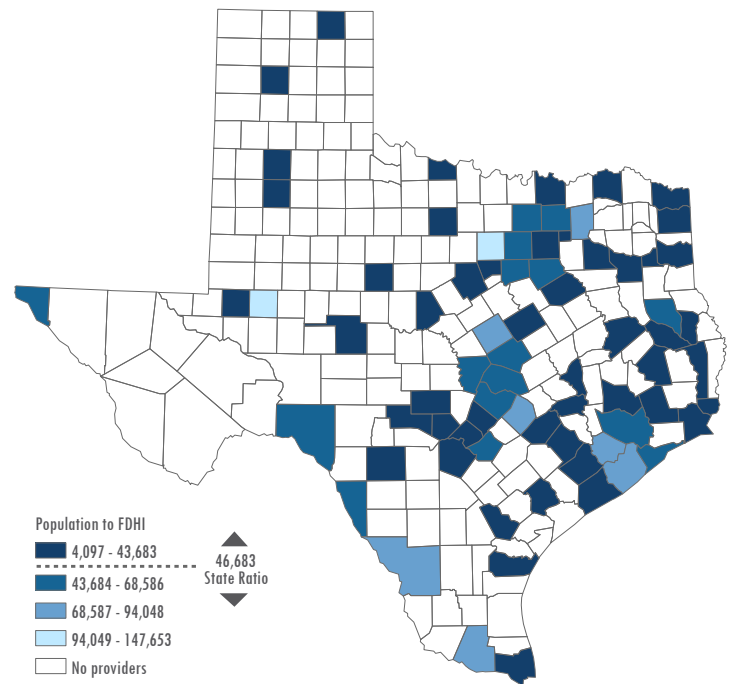 Population to FDHI
4,097 - 43,683
46,683
State Ratio
43,684 - 68,586
68,587 - 94,048
94,049 - 147,653
No providers